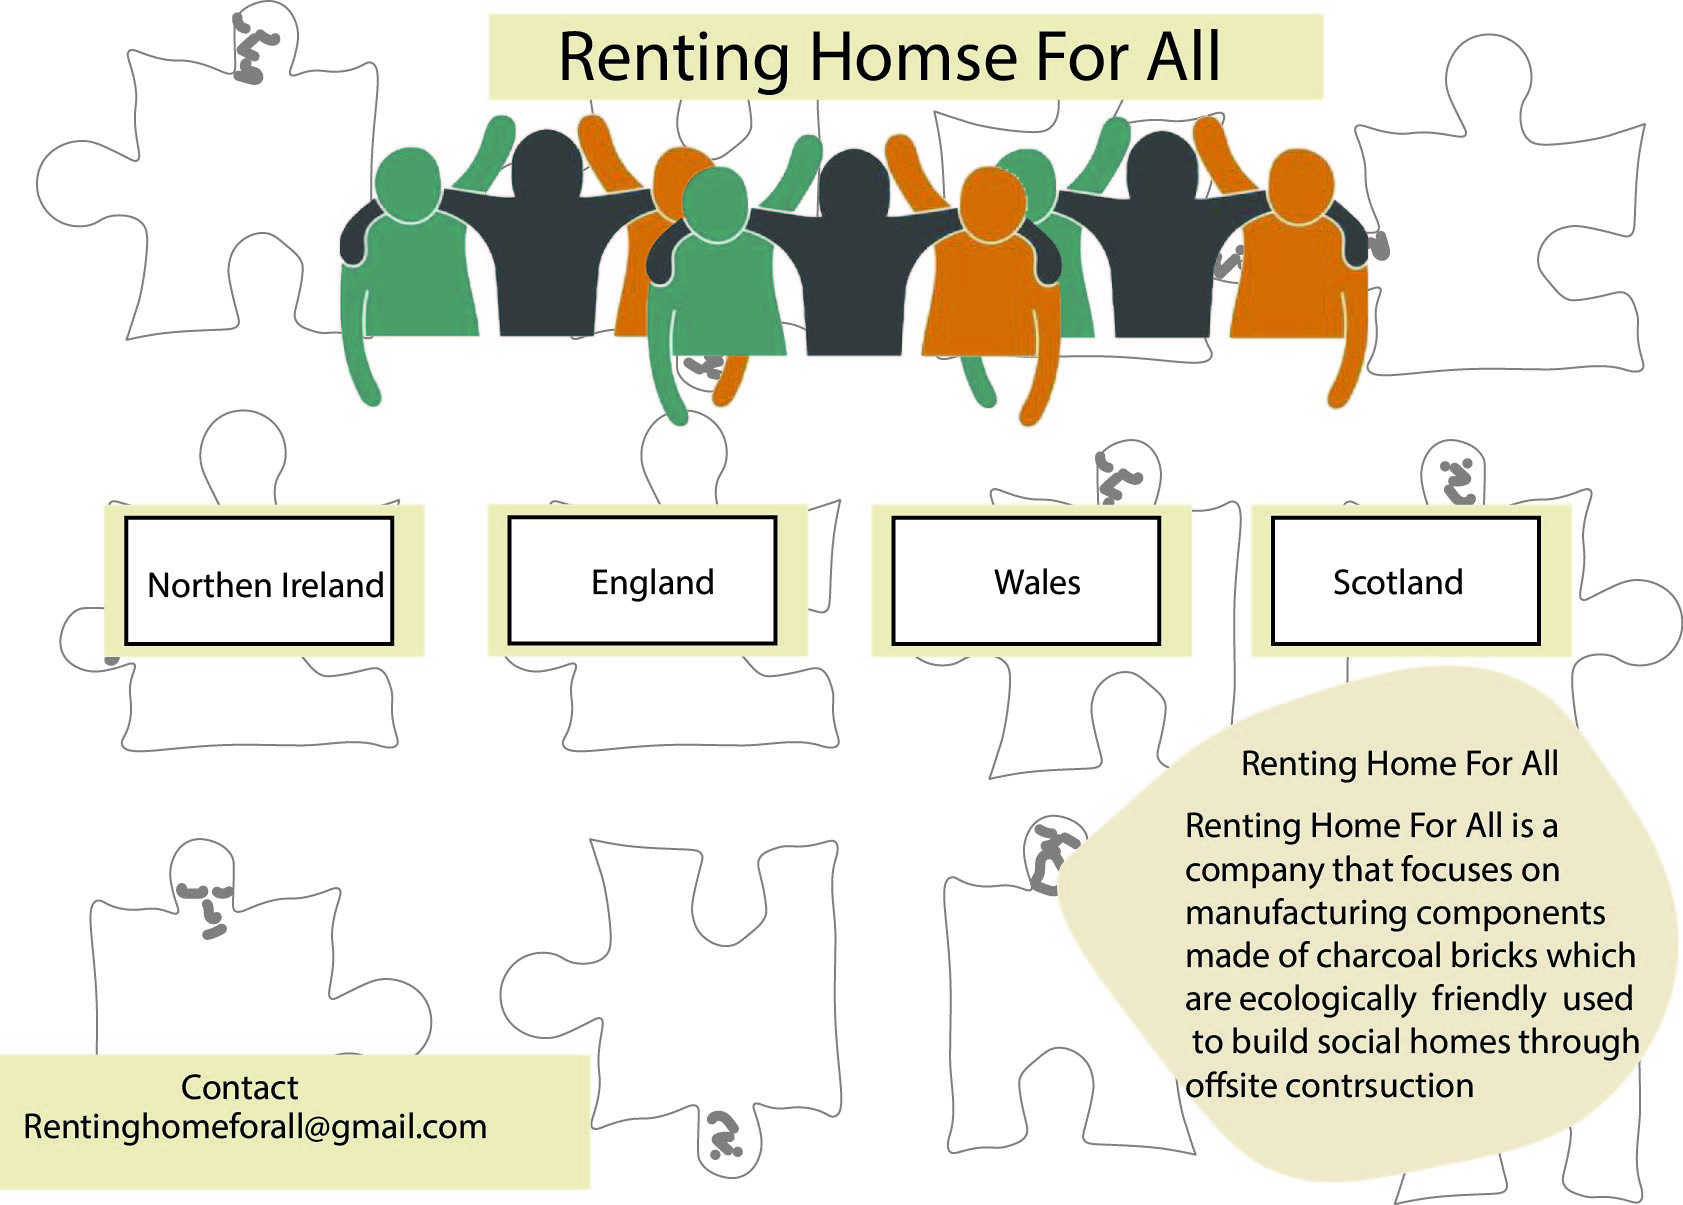 Renting Homse For All
Northen Ireland
England
Wales
Scotland
Renting Home For All
Renting Home For All is a
company that focuses on
manufacturing components
made of charcoal bricks which
are ecologically friendly used
to build social homes through
offsite contrsuction
Contact
Rentinghomeforall@gmail.com